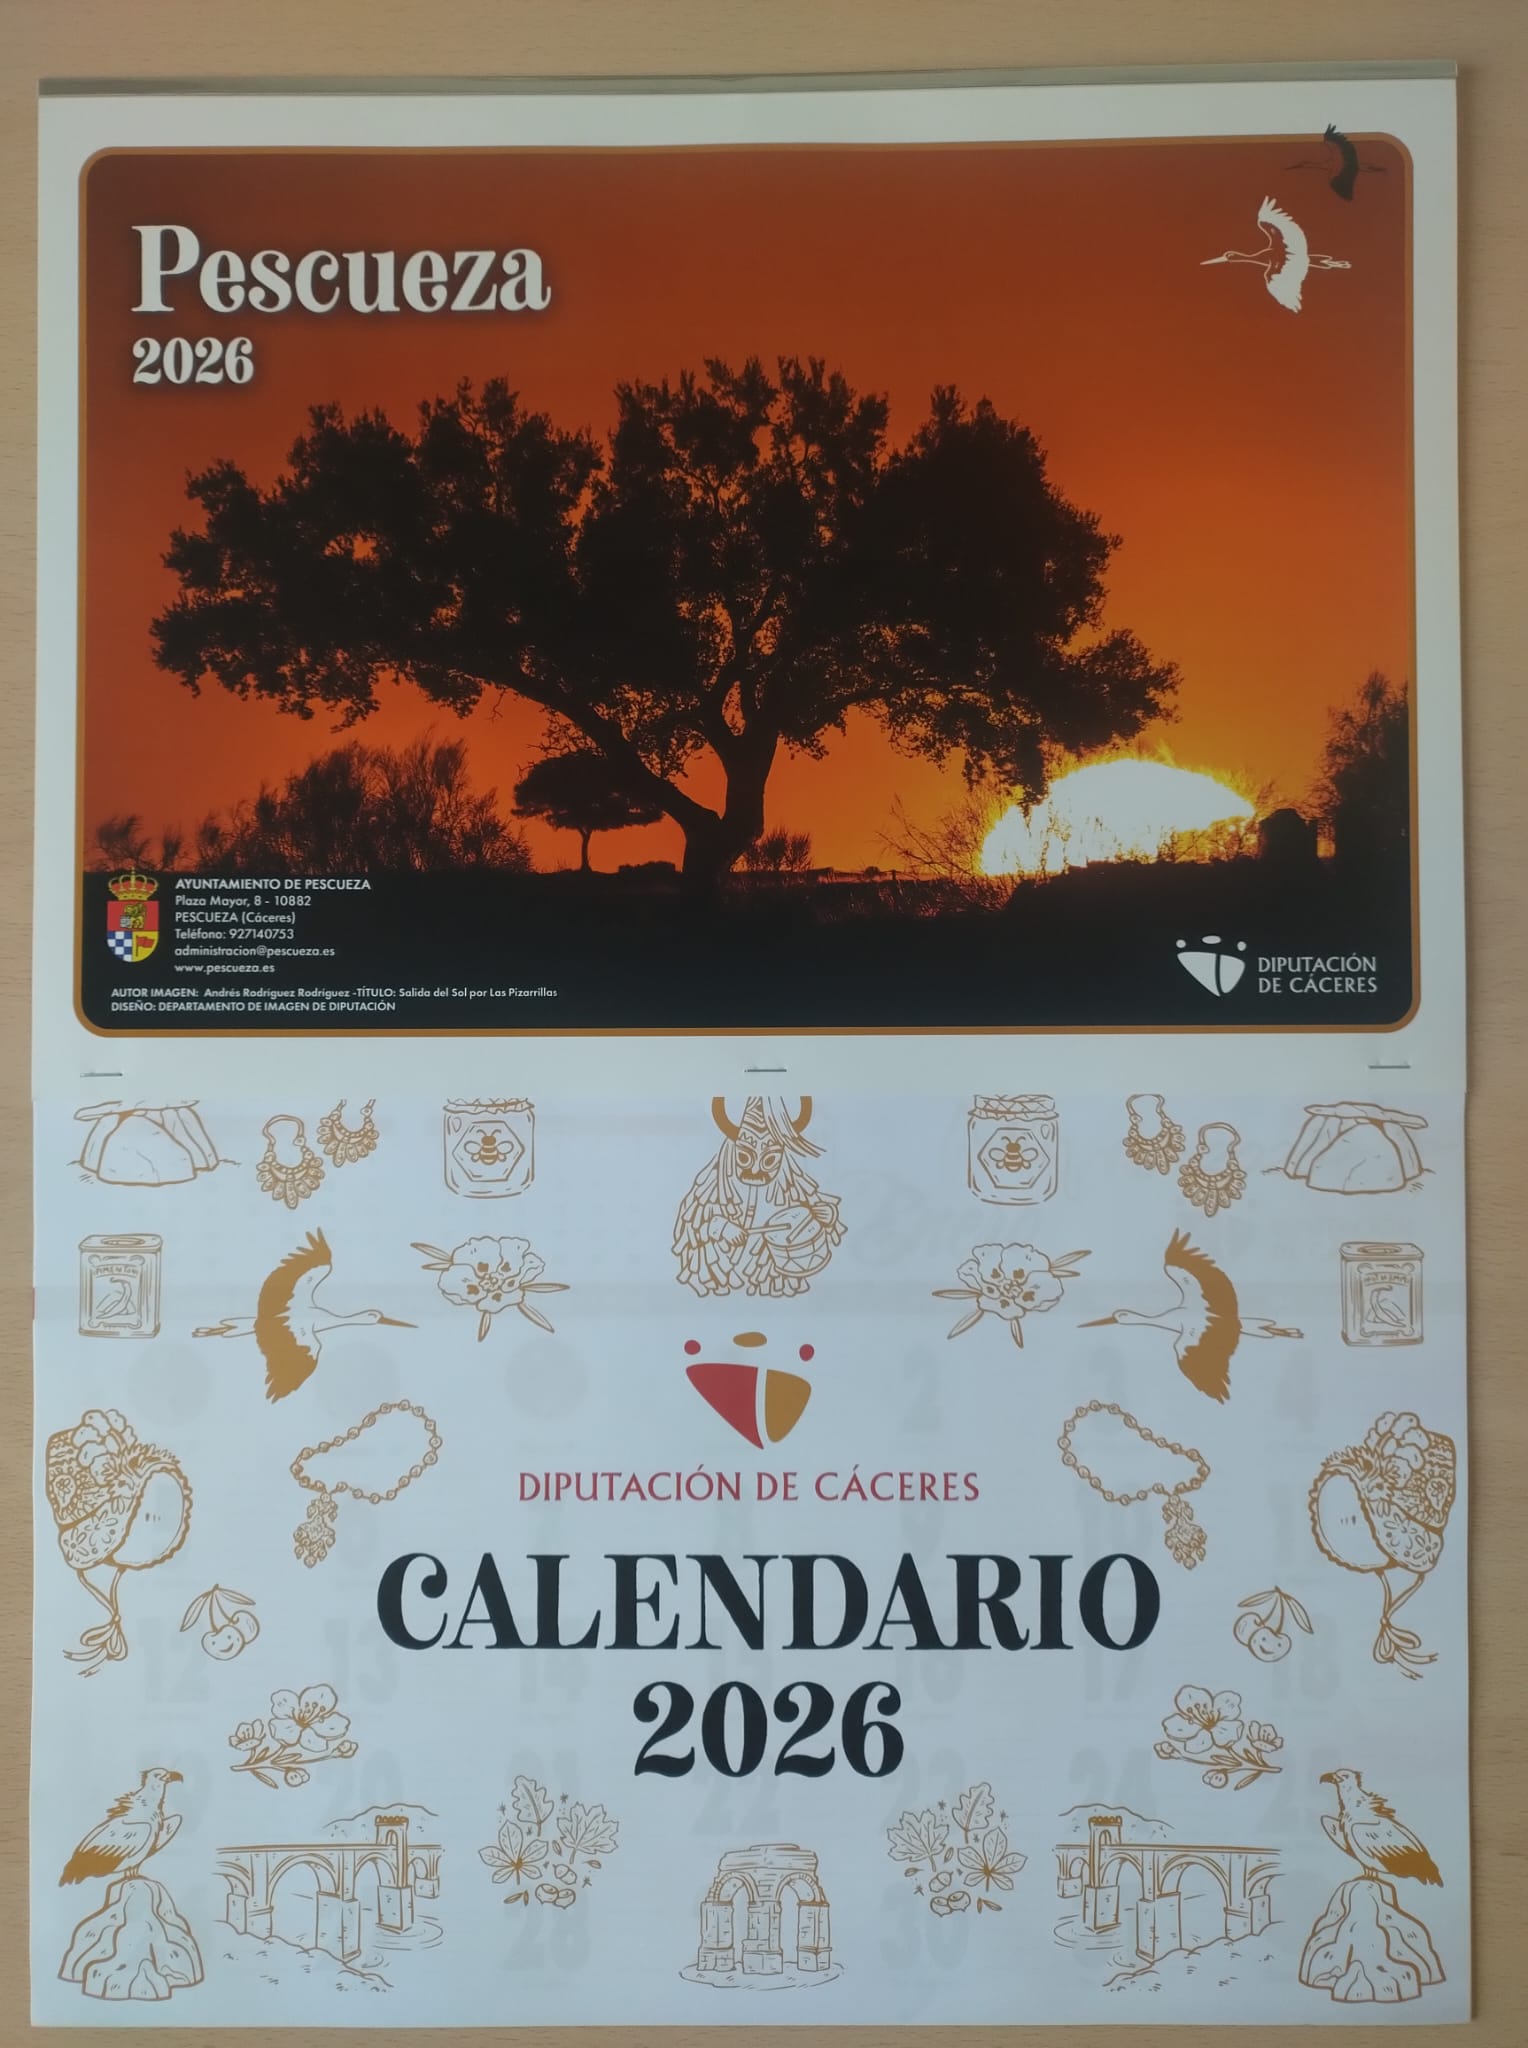 Pescueza
2026
AYUNTAMIENTO DE PESCUEZA
Plaza Mayor, 8 - 10882
PESCUEZA (Cáceres)
Teléfono: 927140753
administracion@pescueza.es
www.pescueza.es
AUTOR IMAGEN: Andrés Rodríguez Rodríguez -TÍTULO: Salida del Sol por Las Pizarrillas
DISEÑO: DEPARTAMENTO DE IMAGEN DE DIPUTACIÓN
DIPUTACIÓN
DE CÁCERES
DIPUTACIÓN DE CÁCERES
CALENDARIO
2026